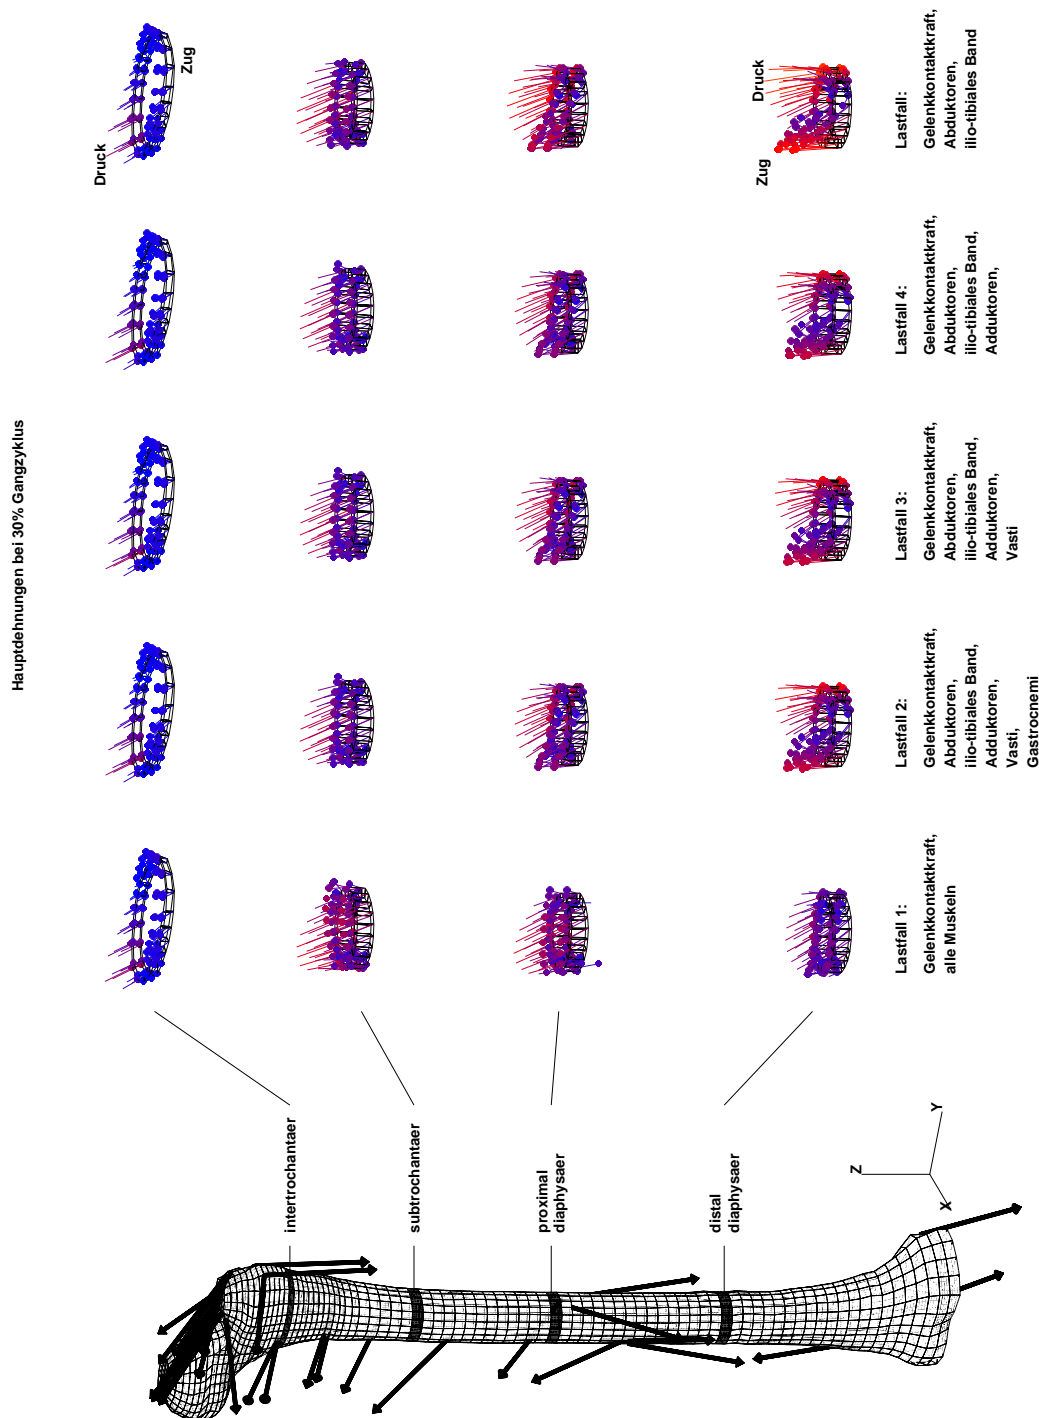 Hauptdehnungen bei 30% Gangzyklus
Druck
Zug
Druck
Zug
intertrochantaer
subtrochantaer
proximal
diaphysaer
distal
diaphysaer
Z
Y
X
Lastfall 1:
Gelenkkontaktkraft,
alle Muskeln
Lastfall 2:
Gelenkkontaktkraft,
Abduktoren,
ilio-tibiales Band,
Adduktoren,
Vasti,
Gastrocnemi
Lastfall 3:
Gelenkkontaktkraft,
Abduktoren,
ilio-tibiales Band,
Adduktoren,
Vasti
Lastfall 4:
Gelenkkontaktkraft,
Abduktoren,
ilio-tibiales Band,
Adduktoren,
Lastfall:
Gelenkkontaktkraft,
Abduktoren,
ilio-tibiales Band